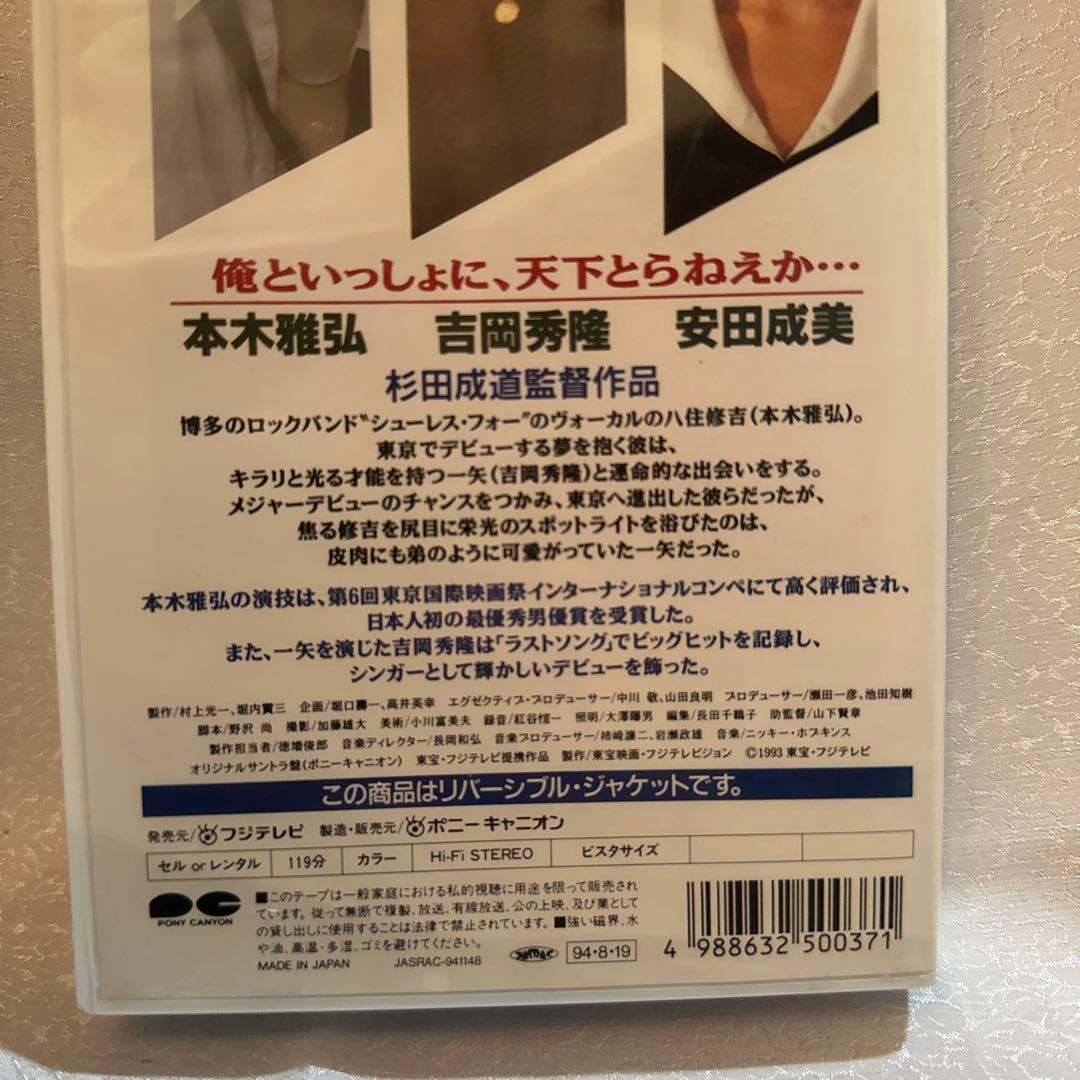 俺といっしょに、天下とらねえか…
本木雅弘 吉岡秀隆 安田成美
杉田成道監督作品
博多のロックバンド〝シューレス・フォー〟のヴォーカルの八住修吉(本木雅弘)。
東京でデビューする夢を抱く彼は、
キラリと光る才能を持つ一矢(吉岡秀隆)と運命的な出会いをする。
メジャーデビューのチャンスをつかみ、東京へ進出した彼らだったが、
焦る修吉を尻目に栄光のスポットライトを浴びたのは、
皮肉にも弟のように可愛がっていた一矢だった。
本木雅弘の演技は、第6回東京国際映画祭インターナショナルコンペにて高く評価され、
日本人初の最優秀男優賞を受賞した。
また、一矢を演じた吉岡秀隆は「ラストソング」でビッグヒットを記録し、
シンガーとして輝かしいデビューを飾った。
製作/村上光一、堀内實三 企画/堀口壽一、高井英幸 エグゼクティブ・プロデューサー/中川 敬、山田良明 プロデューサー/瀬田一彦、池田知樹
脚本/野沢 尚 撮影/加藤雄大 美術/小川富美夫 録音/紅谷愃一 照明/大澤暉男 編集/長田千鶴子 助監督/山下賢章
製作担当者/徳増俊郎 音楽ディレクター/長岡和弘 音楽プロデューサー/柿崎譲二、岩瀬政雄 音楽/ニッキー・ホプキンス
オリジナルサントラ盤(ポニーキャニオン) 東宝・フジテレビ提携作品 製作/東宝映画・フジテレビジョン ©1993 東宝・フジテレビ
この商品はリバーシブル・ジャケットです。
発売元/フジテレビ 製造・販売元/ポニーキャニオン
セル or レンタル 119分 カラー Hi-Fi STEREO ビスタサイズ
PONY CANYON
■このテープは一般家庭における私的視聴に用途を限って販売され
ています。従って無断で複製、放送、有線放送、公の上映、及び業として
の貸し出しに使用することは法律で禁止されています。■強い磁界、水
や油、高温・多湿、ゴミを避けてください。
MADE IN JAPAN JASRAC-941148 94・8・19
4 988632 500371